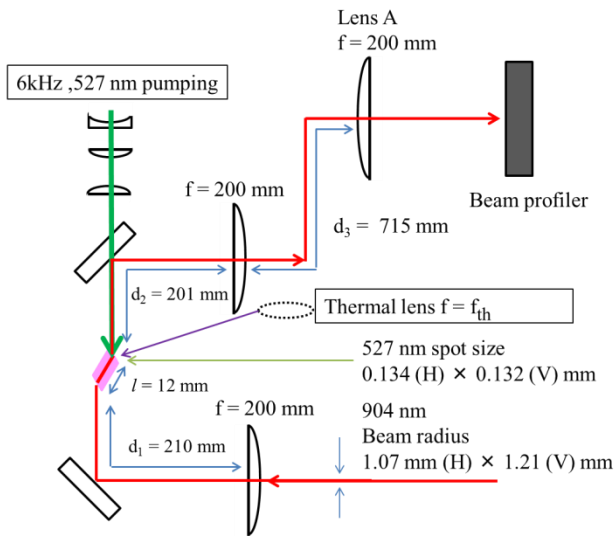 Lens A
f = 200 mm
6kHz ,527 nm pumping
f = 200 mm
Beam profiler
d3 = 715 mm
d2 = 201 mm
Thermal lens f = fth
527 nm spot size
0.134 (H) × 0.132 (V) mm
l = 12 mm
f = 200 mm
904 nm
Beam radius
1.07 mm (H) × 1.21 (V) mm
d1 = 210 mm